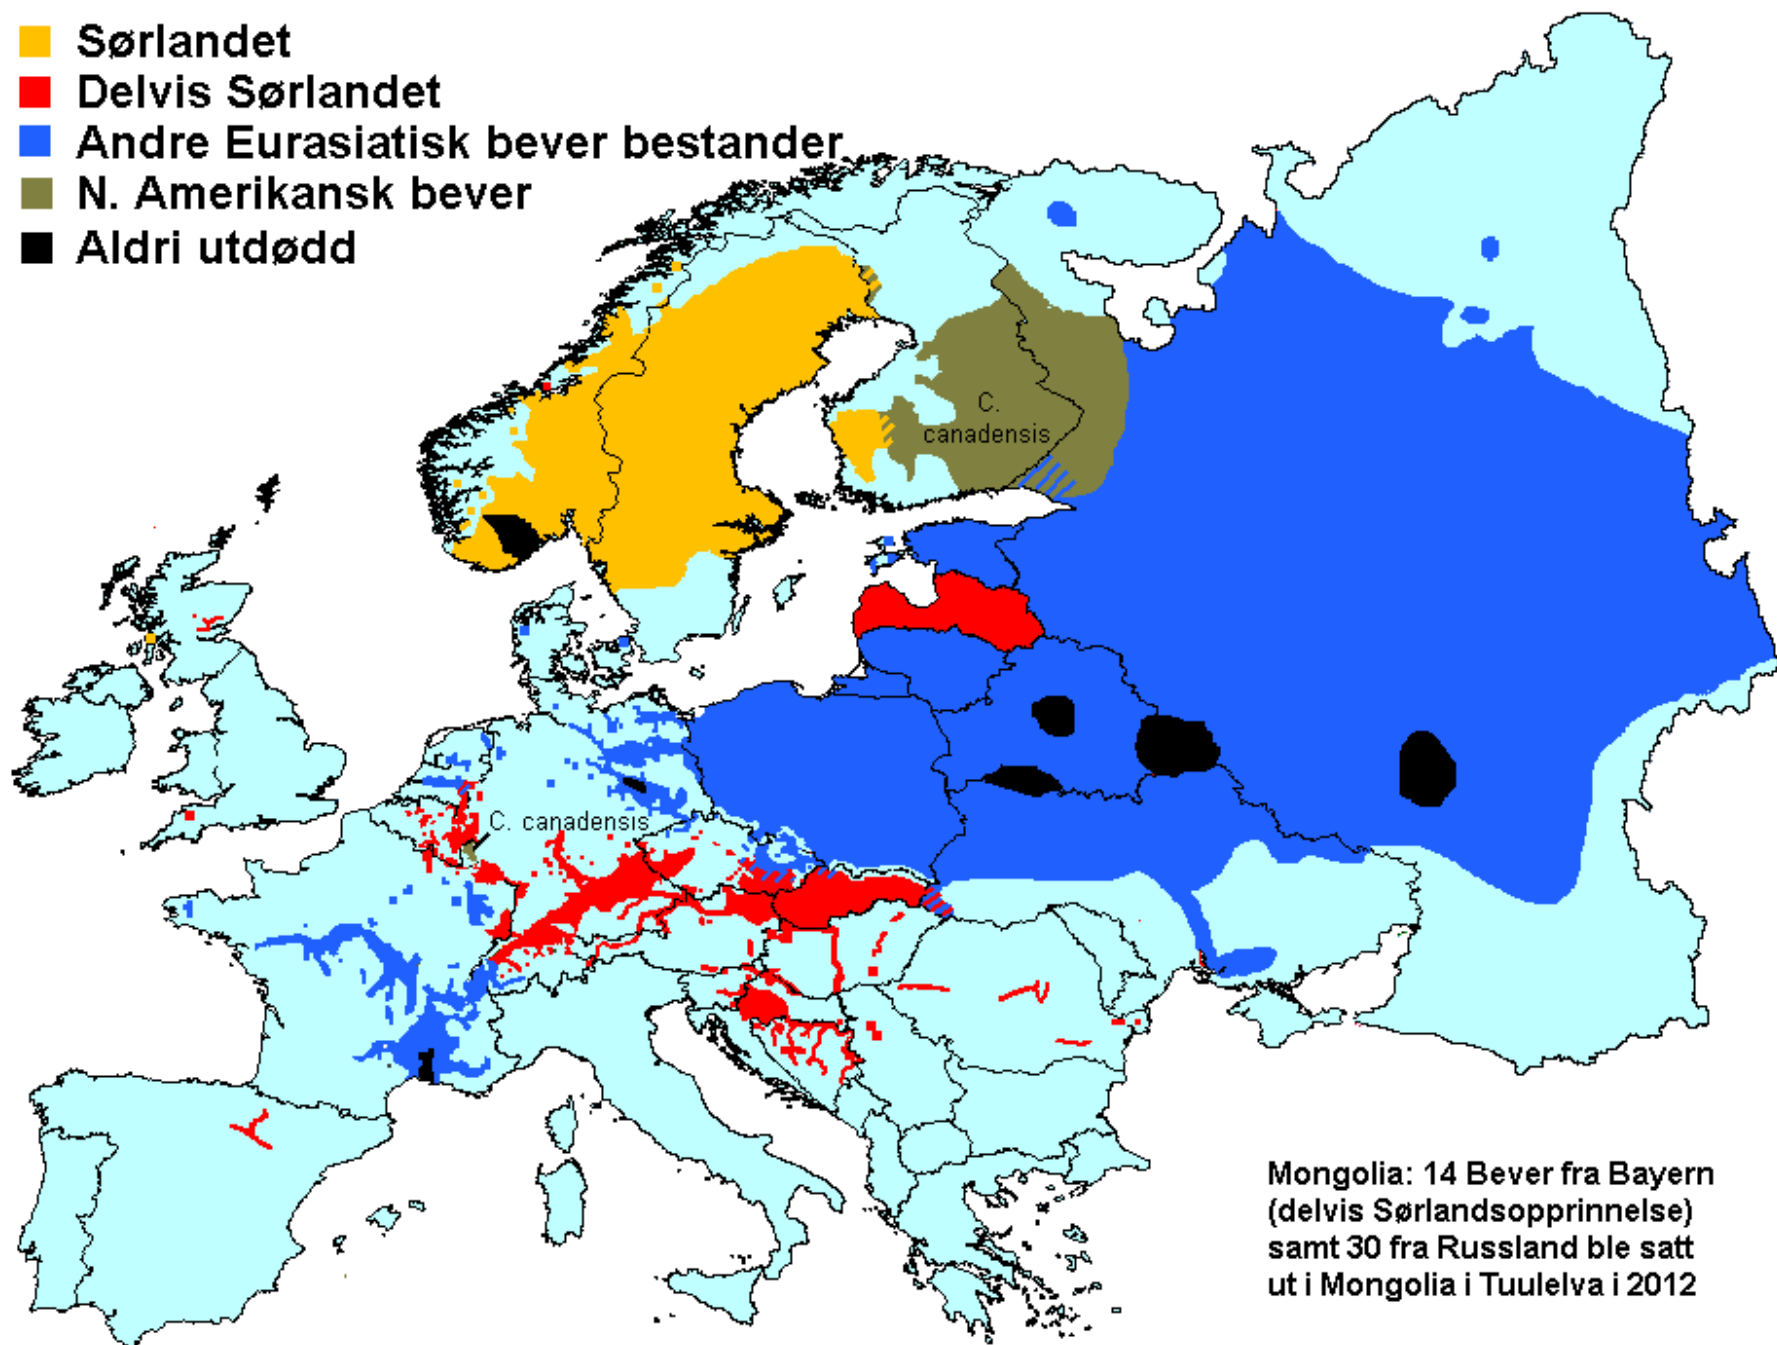 Sørlandet
Delvis Sørlandet
Andre Eurasiatisk bever bestander
N. Amerikansk bever
Aldri utdødd
C.
canadensis
C. canadensis
Mongolia: 14 Bever fra Bayern
(delvis Sørlandsopprinnelse)
samt 30 fra Russland ble satt
ut i Mongolia i Tuulelva i 2012